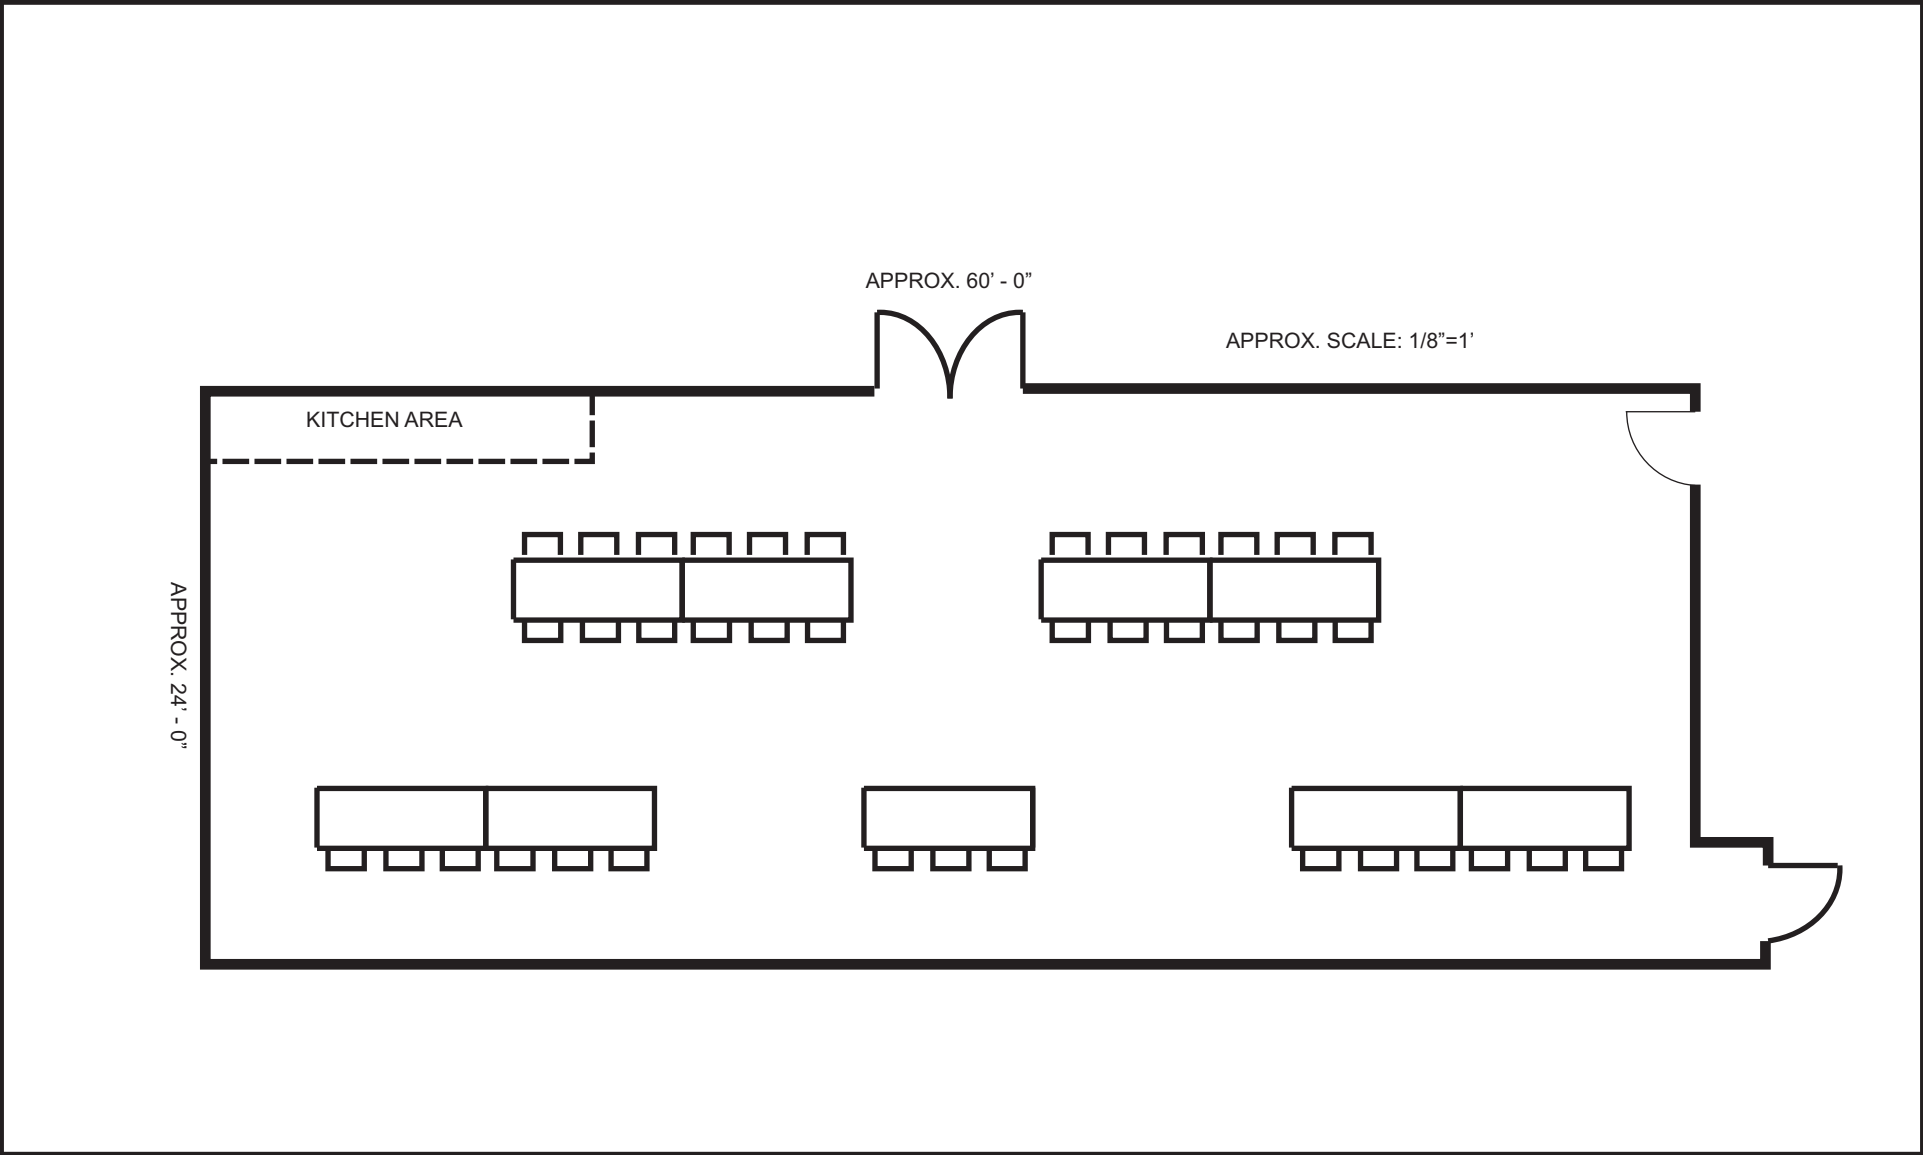 APPROX. 60’ - 0”
APPROX. SCALE: 1/8”=1’
KITCHEN AREA
APPROX. 24’ - 0”